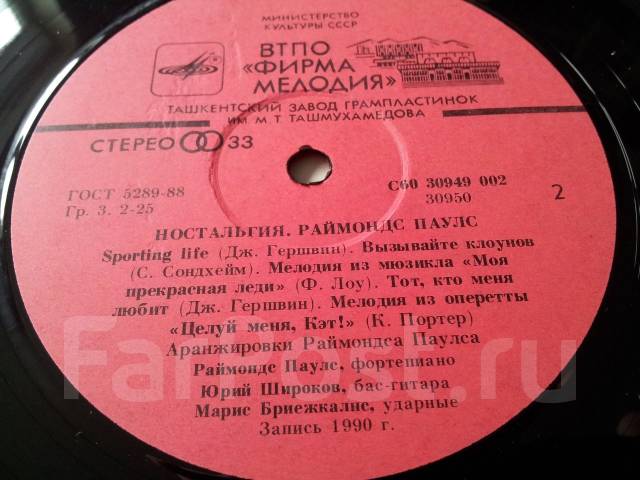 МИНИСТЕРСТВО
КУЛЬТУРЫ СССР
ВТПО
«ФИРМА
МЕЛОДИЯ»
ТАШКЕНТСКИЙ ЗАВОД ГРАМПЛАСТИНОК
ИМ. М. Т. ТАШМУХАМЕДОВА
СТЕРЕО 33
ГОСТ 5289-88
Гр. 3. 2-25
С60 30949 002
30950
2
НОСТАЛЬГИЯ. РАЙМОНДС ПАУЛС
Sporting life (Дж. Гершвин). Вызывайте клоунов
(С. Сондхейм). Мелодия из мюзикла «Моя
прекрасная леди» (Ф. Лоу). Тот, кто меня
любит (Дж. Гершвин). Мелодия из оперетты
«Целуй меня, Кэт!» (К. Портер)
Аранжировки Раймондса Паулса
Раймондс Паулс, фортепиано
Юрий Широков, бас-гитара
Марис Бриежкалнс, ударные
Запись 1990 г.
FarPost.ru